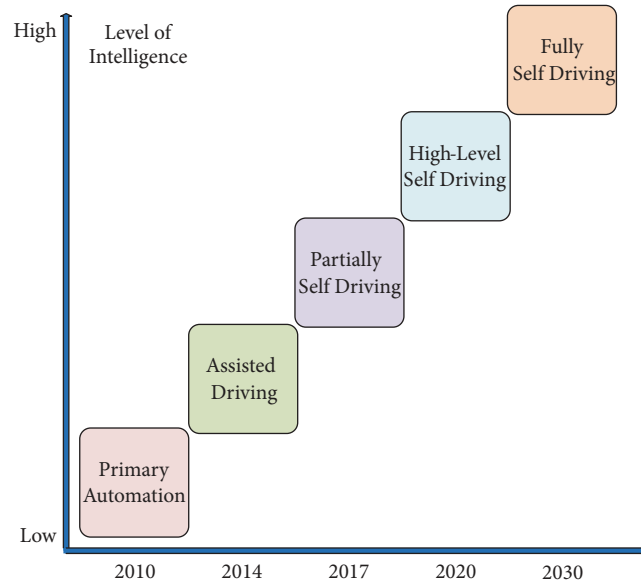 High
Level of
Intelligence
Fully
Self Driving
High-Level
Self Driving
Partially
Self Driving
Assisted
Driving
Primary
Automation
Low
2010 2014 2017 2020 2030